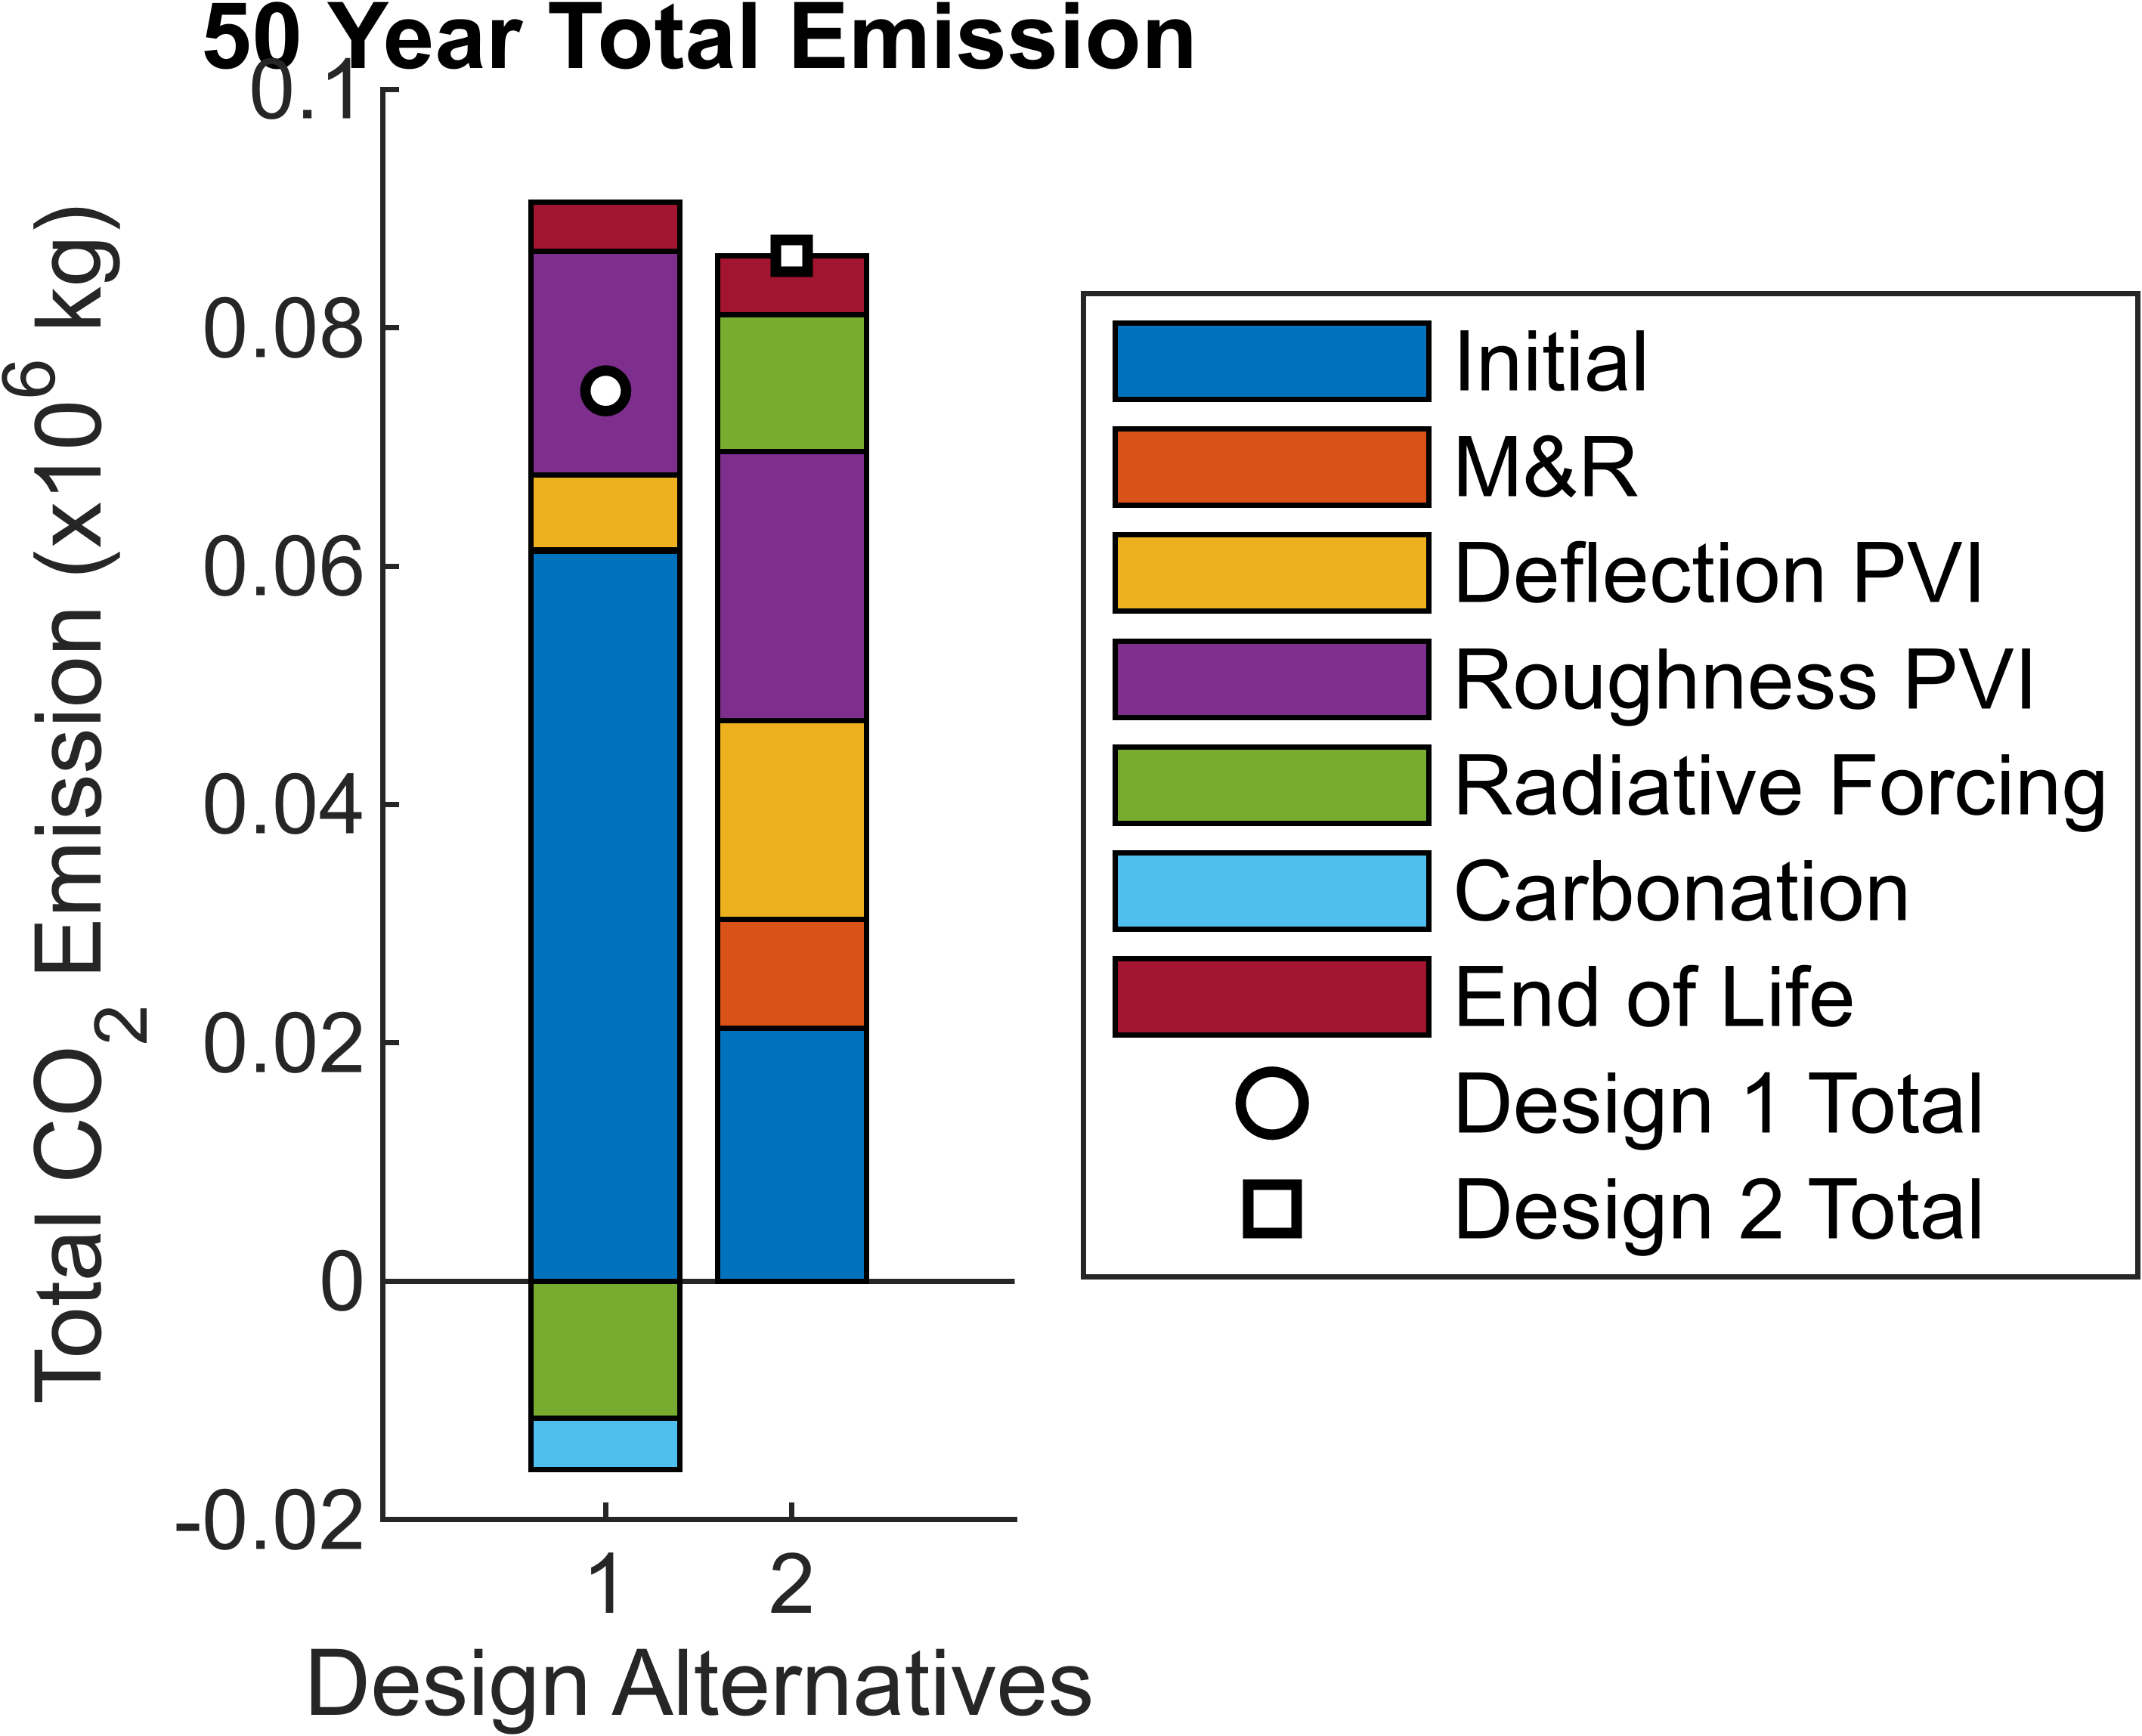 50 Year Total Emission
Total CO₂ Emission (x10⁶ kg)
0.1
0.08
0.06
0.04
0.02
0
-0.02
1 2
Design Alternatives
Initial
M&R
Deflection PVI
Roughness PVI
Radiative Forcing
Carbonation
End of Life
Design 1 Total
Design 2 Total